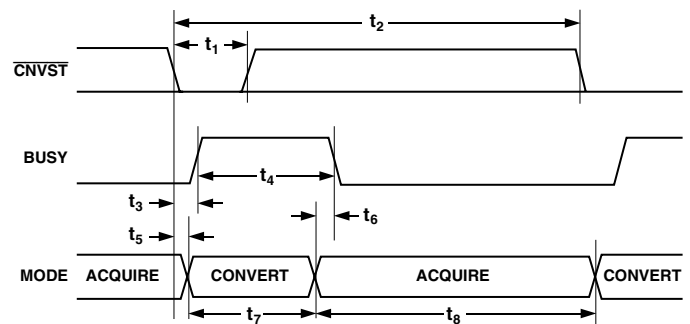 t2
t1
CNVST
BUSY
t4
t3
t6
t5
MODE ACQUIRE CONVERT ACQUIRE CONVERT
t7 t8